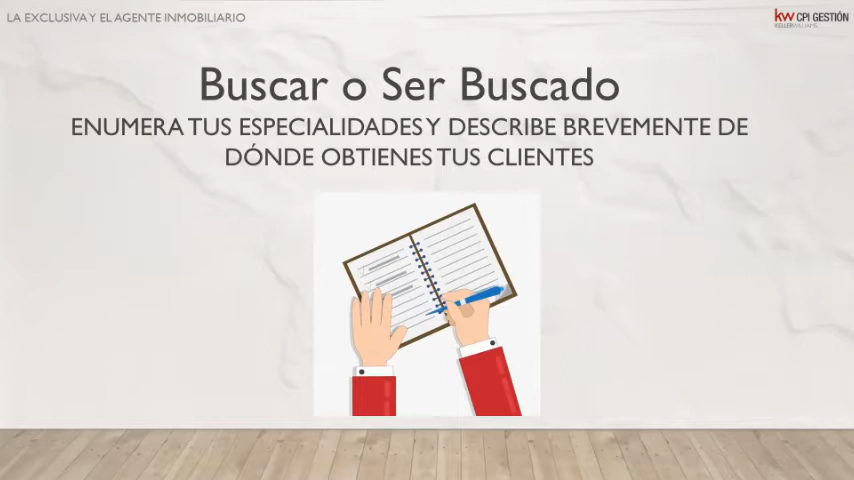 LA EXCLUSIVA Y EL AGENTE INMOBILIARIO
kw CPI GESTIÓN
KELLERWILLIAMS
Buscar o Ser Buscado
ENUMERA TUS ESPECIALIDADES Y DESCRIBE BREVEMENTE DE
DÓNDE OBTIENES TUS CLIENTES